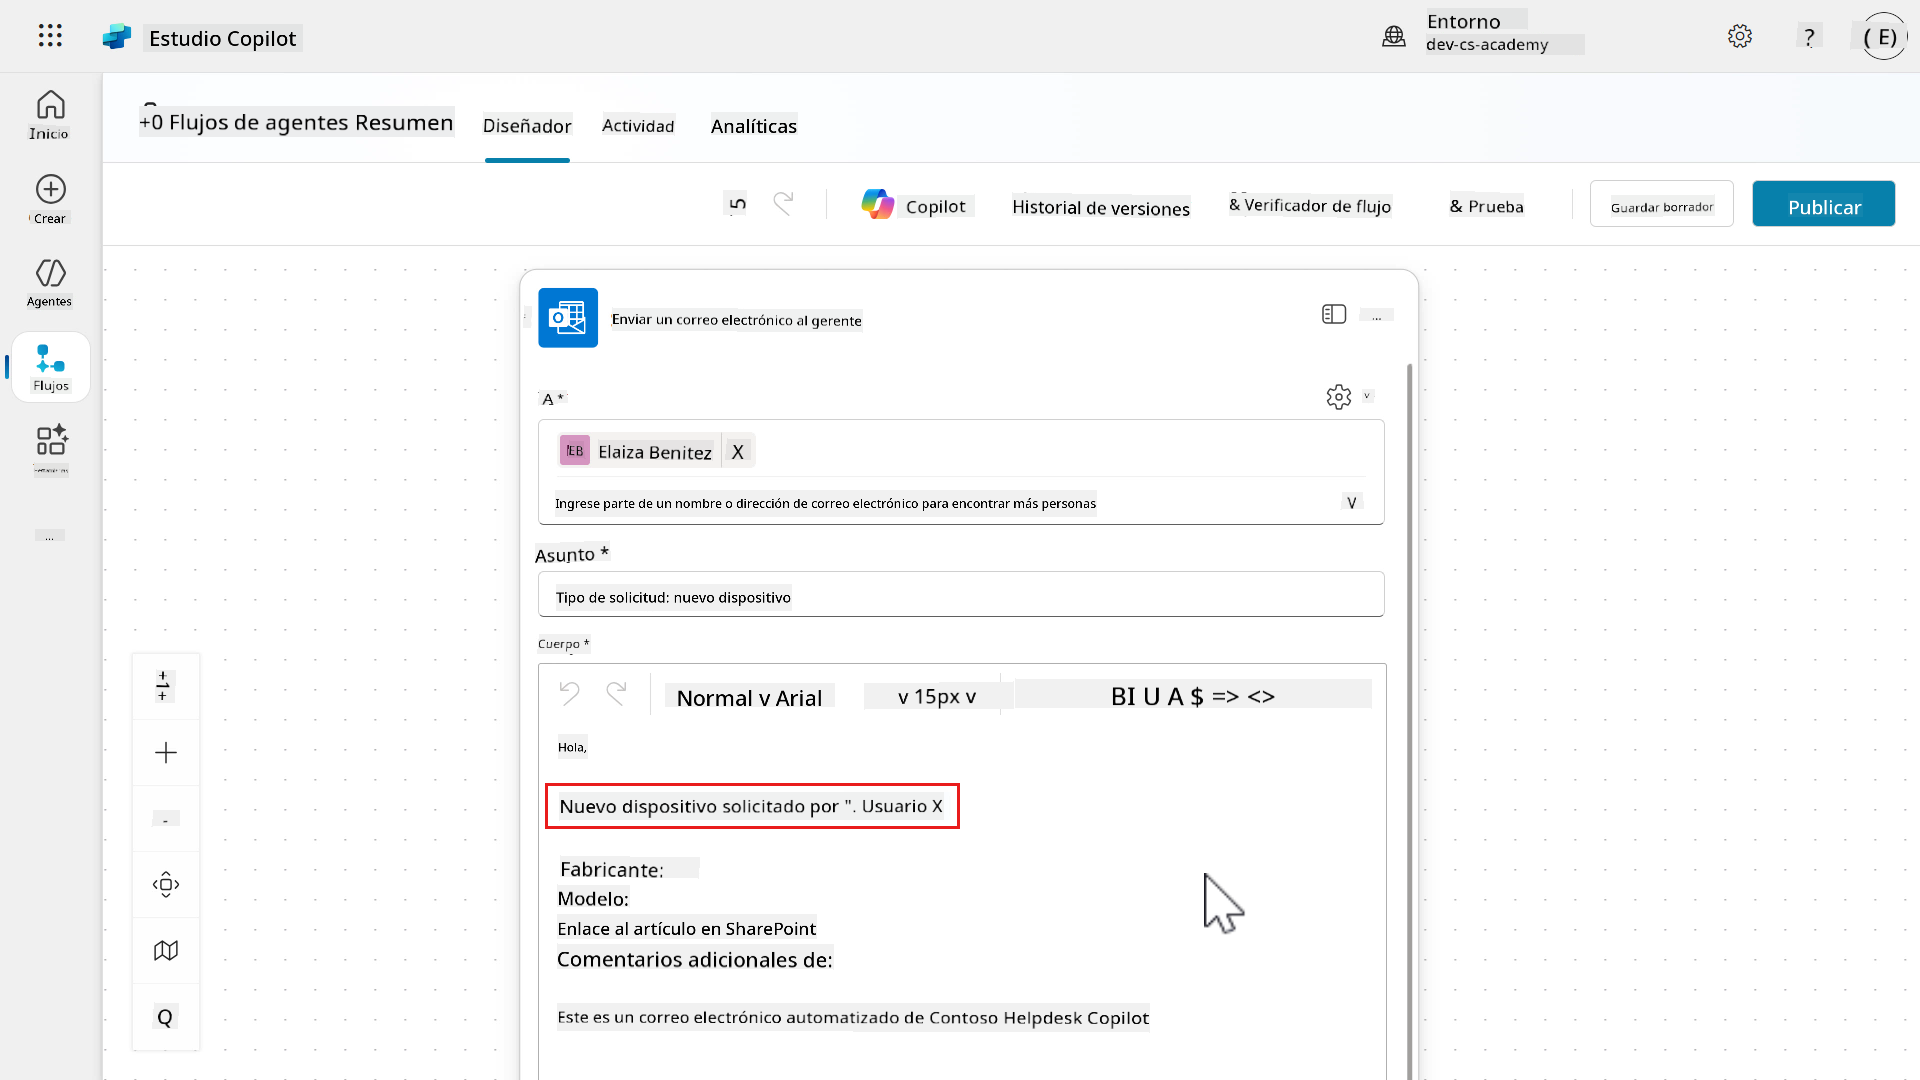 Estudio Copilot
Entorno
dev-cs-academy
?
( E)
Inicio
Crear
Agentes
Flujos
...
+0 Flujos de agentes Resumen
Diseñador
Actividad
Analíticas
5
Copilot
Historial de versiones
& Verificador de flujo
& Prueba
Guardar borrador
Publicar
Enviar un correo electrónico al gerente
...
A *
v
EB
Elaiza Benitez
X
Ingrese parte de un nombre o dirección de correo electrónico para encontrar más personas
V
Asunto *
Tipo de solicitud: nuevo dispositivo
Cuerpo *
Normal v Arial
v 15px v
BI U A $ => <>
Hola,
Nuevo dispositivo solicitado por ". Usuario X
Fabricante:
Modelo:
Enlace al artículo en SharePoint
Comentarios adicionales de:
Este es un correo electrónico automatizado de Contoso Helpdesk Copilot
Q